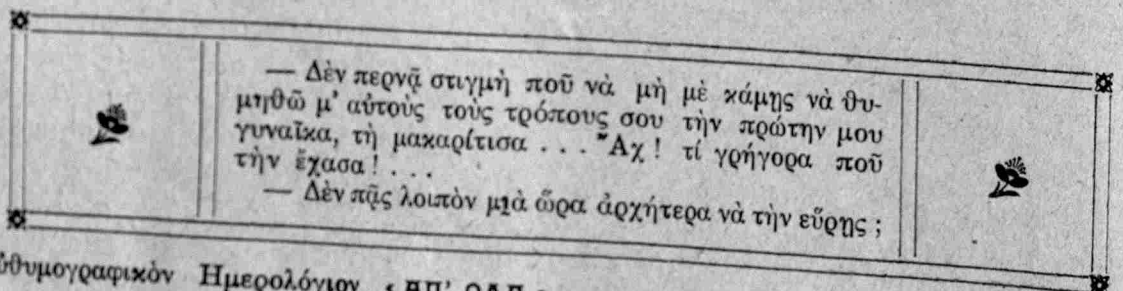 — Δὲν περνᾷ στιγμὴ ποῦ νὰ μὴ μὲ κάμῃς νὰ θυ-
μηθῶ μ' αὐτοὺς τοὺς τρόπους σου τὴν πρώτην μου
γυναῖκα, τὴ μακαρίτισα . . . Ἄχ ! τί γρήγορα ποῦ
τὴν ἔχασα ! . . .
— Δὲν πᾷς λοιπὸν μιὰ ὥρα ἀρχήτερα νὰ τὴν εὕρῃς ;
Ημερολόγιον